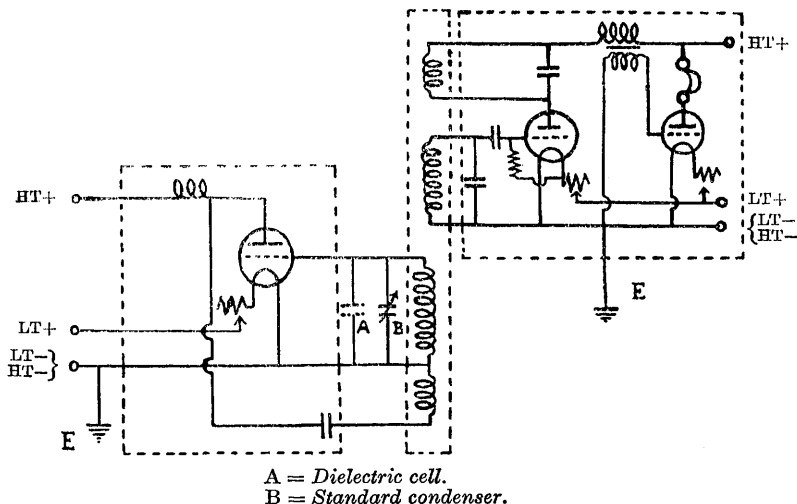 HT+
LT+
{LT-
HT-
E
HT+
A
B
LT+
LT-}
HT-
E
A = Dielectric cell.
B = Standard condenser.